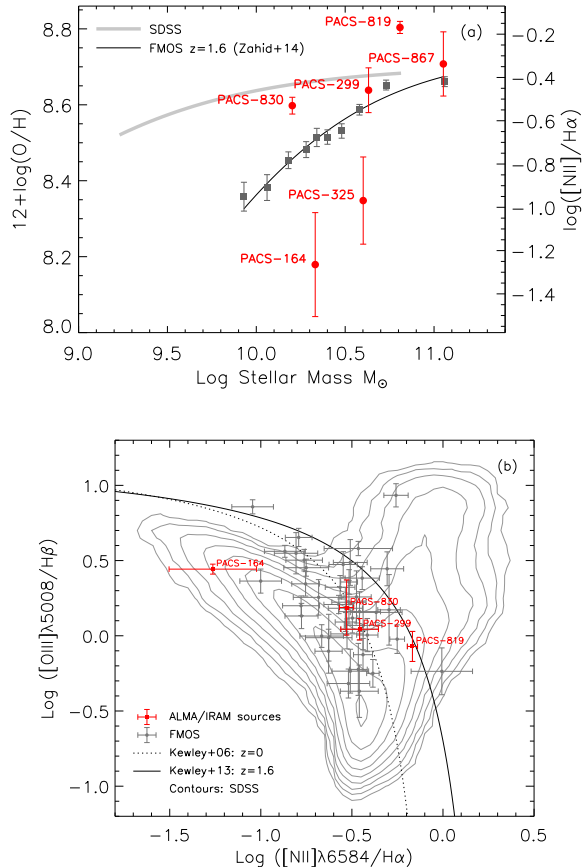 SDSS
FMOS z=1.6 (Zahid+14)
(a)
PACS-819
PACS-867
PACS-299
PACS-830
PACS-325
PACS-164
12+log(O/H)
8.8
8.6
8.4
8.2
8.0
log([NII]/Hα)
-0.2
-0.4
-0.6
-0.8
-1.0
-1.2
-1.4
9.0 9.5 10.0 10.5 11.0
Log Stellar Mass M⊙
(b)
PACS-164
PACS-830
PACS-299
PACS-819
Log ([OIII]λ5008/Hβ)
1.0
0.5
0.0
-0.5
-1.0
ALMA/IRAM sources
FMOS
Kewley+06: z=0
Kewley+13: z=1.6
Contours: SDSS
-1.5 -1.0 -0.5 0.0 0.5
Log ([NII]λ6584/Hα)